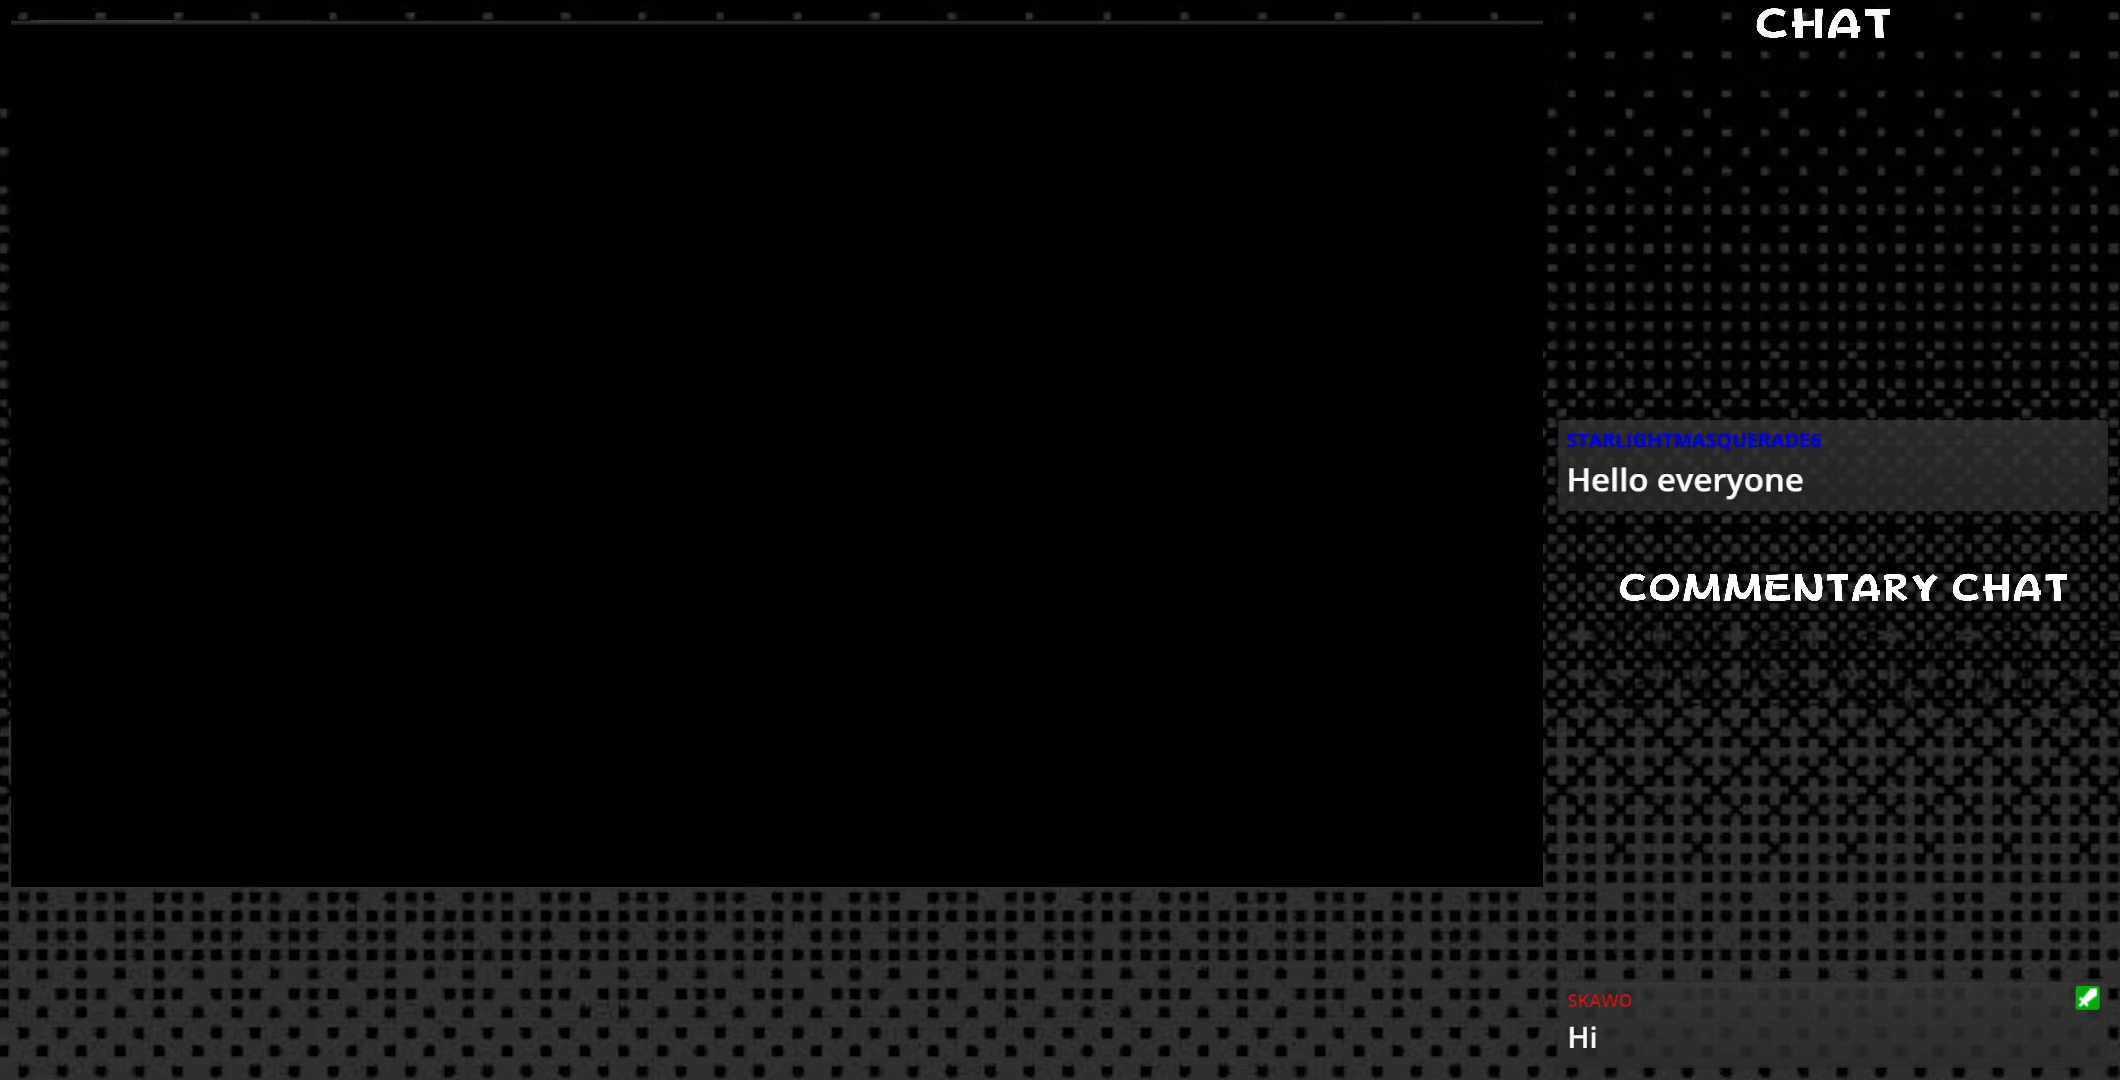 CHAT
STARLIGHTMASQUERADE6
Hello everyone
COMMENTARY CHAT
SKAWO
Hi